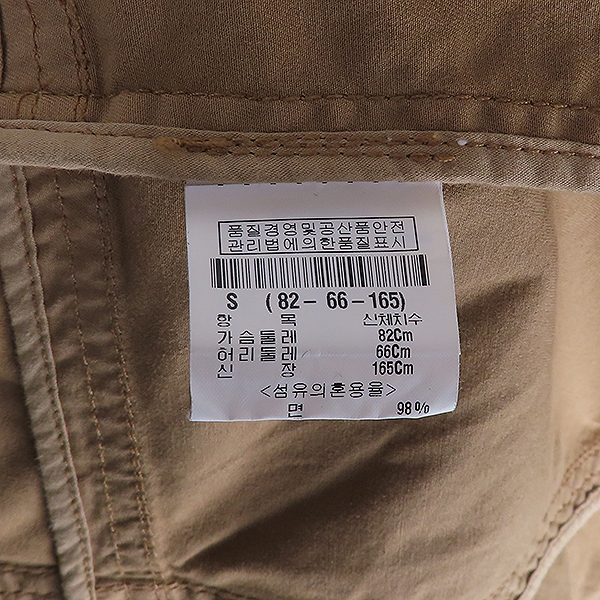 품질경영및공산품안전
관리법에의한품질표시
S (82-66-165)
항 목 신체치수
가슴둘레 82Cm
허리둘레 66Cm
신 장 165Cm
<섬유의혼용율>
면 98%